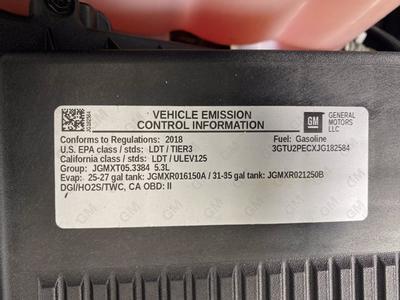 JG182584
VEHICLE EMISSION
CONTROL INFORMATION
GM
GENERAL
MOTORS
LLC
Conforms to Regulations: 2018
Fuel: Gasoline
U.S. EPA class / stds: LDT / TIER3
3GTU2PECXJG182584
California class / stds: LDT / ULEV125
Group: JGMXT05.3384 5.3L
Evap: 25-27 gal tank: JGMXR016150A / 31-35 gal tank: JGMXR021250B
DGI/HO2S/TWC, CA OBD: II